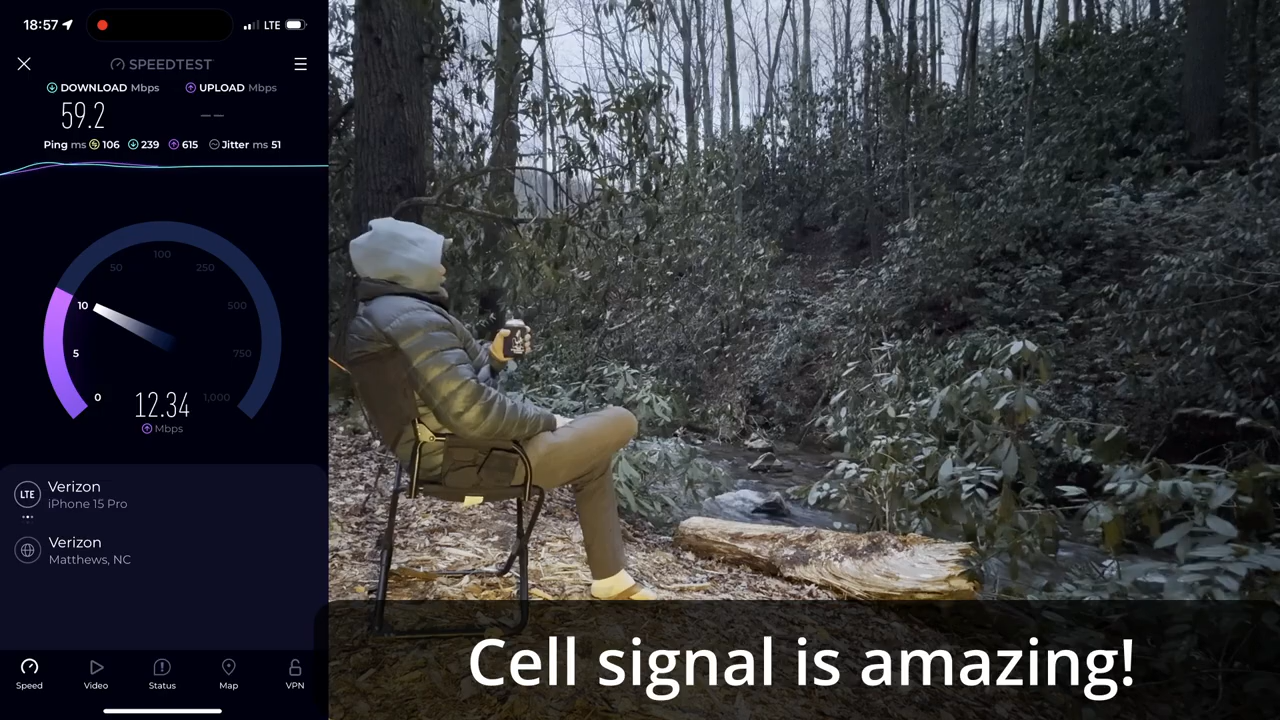 18:57
LTE
SPEEDTEST
DOWNLOAD Mbps
UPLOAD Mbps
59.2
--
Ping ms 106 239 615 Jitter ms 51
0
5
10
50
100
250
500
750
1,000
12.34
Mbps
LTE
Verizon
iPhone 15 Pro
Verizon
Matthews, NC
Speed
Video
Status
Map
VPN
Cell signal is amazing!